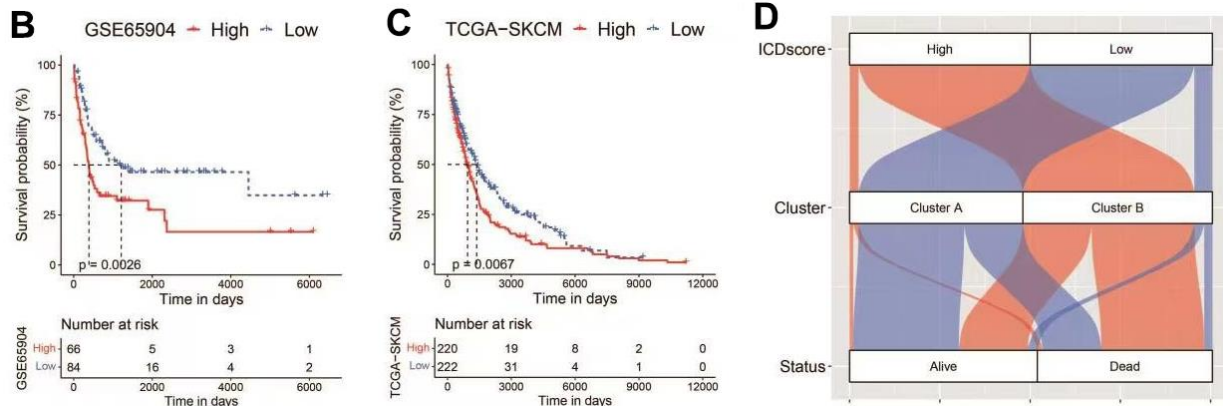 B
GSE65904 High Low
Survival probability (%)
100
75
50
25
0
p = 0.0026
0 2000 4000 6000
Time in days
Number at risk
GSE65904
High 66 5 3 1
Low 84 16 4 2
0 2000 4000 6000
Time in days
C
TCGA-SKCM High Low
Survival probability (%)
100
75
50
25
0
p = 0.0067
0 3000 6000 9000 12000
Time in days
Number at risk
TCGA-SKCM
High 220 19 8 2 0
Low 222 31 4 1 0
0 3000 6000 9000 12000
Time in days
D
ICDscore High Low
Cluster Cluster A Cluster B
Status Alive Dead